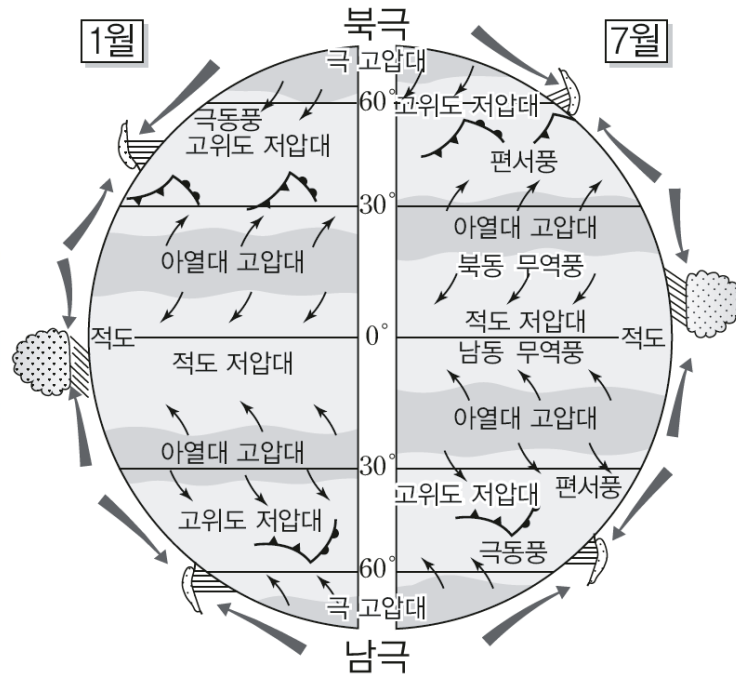 북극
1월
7월
극 고압대
60°
고위도 저압대
극동풍
고위도 저압대
편서풍
30°
아열대 고압대
아열대 고압대
북동 무역풍
적도 저압대
적도
0°
적도
적도 저압대
남동 무역풍
아열대 고압대
아열대 고압대
30°
편서풍
고위도 저압대
고위도 저압대
극동풍
60°
극 고압대
남극